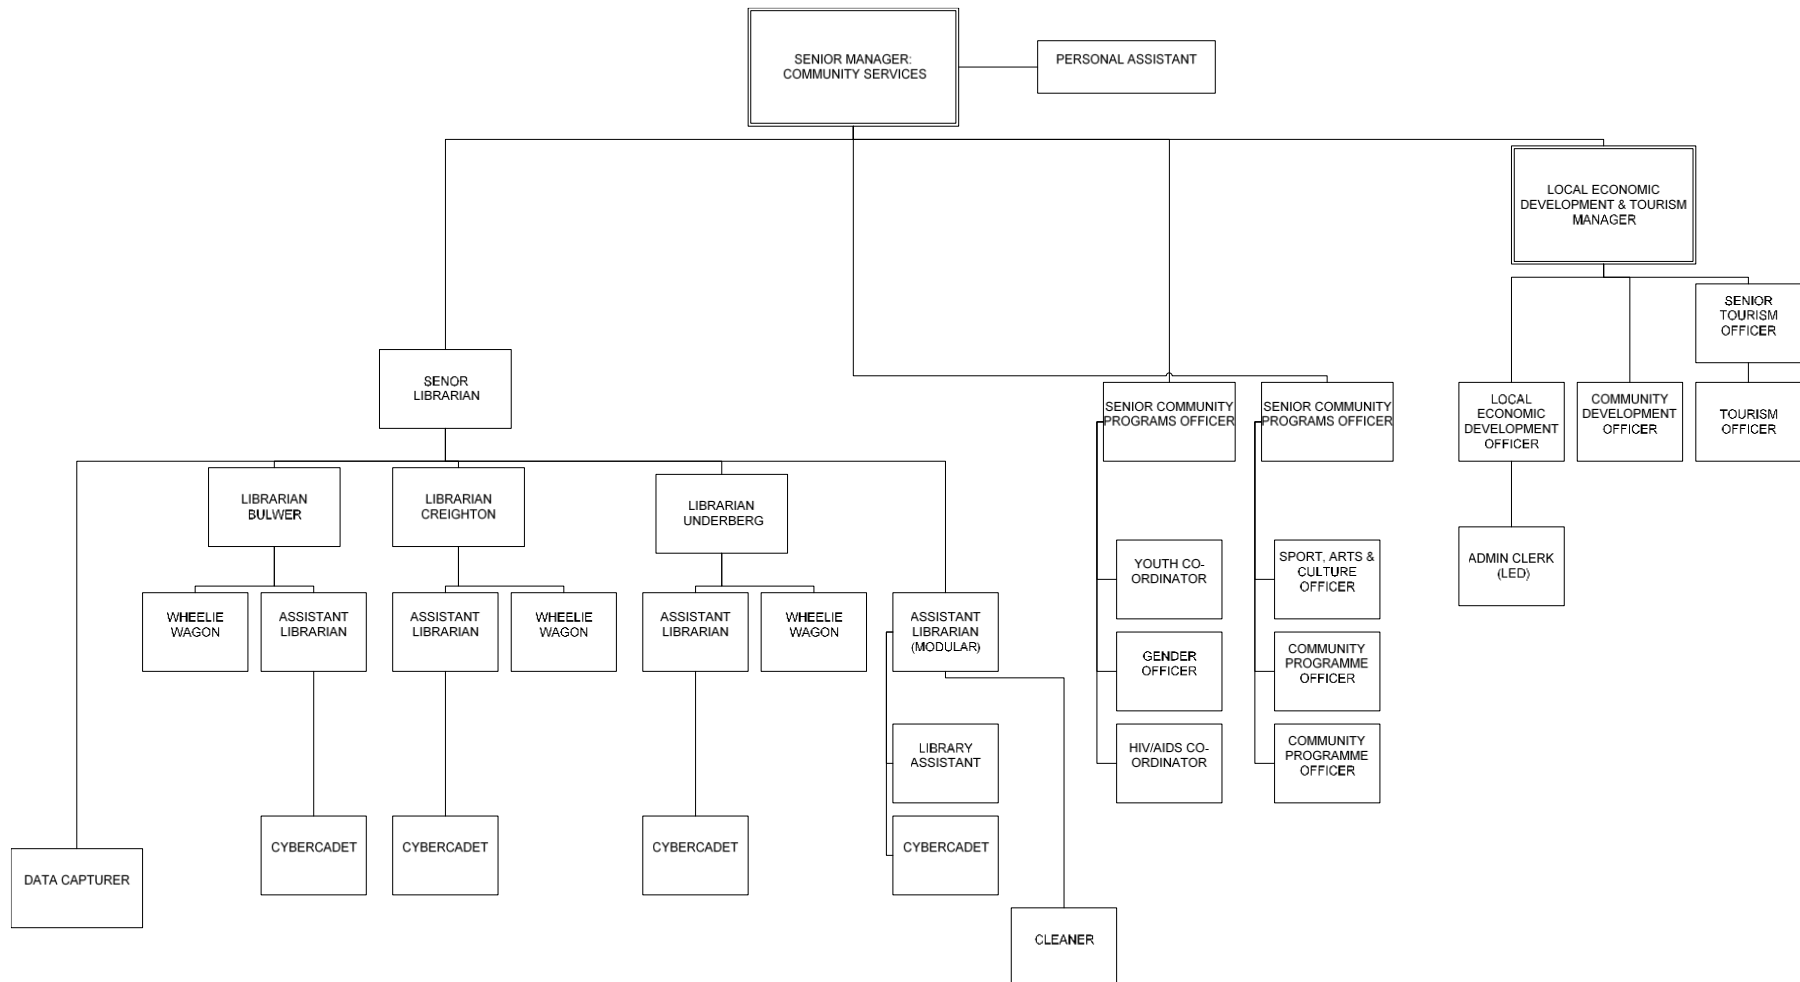 SENIOR MANAGER:
COMMUNITY SERVICES
PERSONAL ASSISTANT
LOCAL ECONOMIC
DEVELOPMENT & TOURISM
MANAGER
SENIOR
TOURISM
OFFICER
SENOR
LIBRARIAN
SENIOR COMMUNITY
PROGRAMS OFFICER
SENIOR COMMUNITY
PROGRAMS OFFICER
LOCAL
ECONOMIC
DEVELOPMENT
OFFICER
COMMUNITY
DEVELOPMENT
OFFICER
TOURISM
OFFICER
LIBRARIAN
BULWER
LIBRARIAN
CREIGHTON
LIBRARIAN
UNDERBERG
YOUTH CO-
ORDINATOR
SPORT, ARTS &
CULTURE
OFFICER
ADMIN CLERK
(LED)
WHEELIE
WAGON
ASSISTANT
LIBRARIAN
ASSISTANT
LIBRARIAN
WHEELIE
WAGON
ASSISTANT
LIBRARIAN
WHEELIE
WAGON
ASSISTANT
LIBRARIAN
(MODULAR)
GENDER
OFFICER
COMMUNITY
PROGRAMME
OFFICER
LIBRARY
ASSISTANT
HIV/AIDS CO-
ORDINATOR
COMMUNITY
PROGRAMME
OFFICER
CYBERCADET
CYBERCADET
CYBERCADET
CYBERCADET
DATA CAPTURER
CLEANER